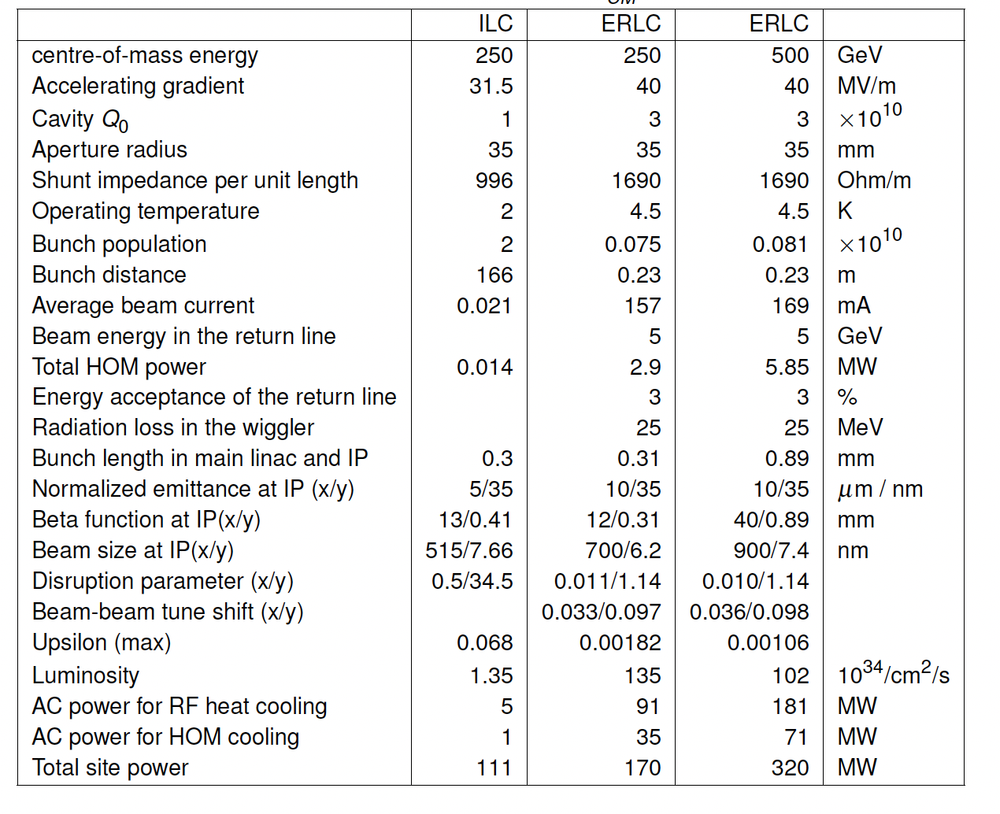 CM
ILC ERLC ERLC
centre-of-mass energy 250 250 500 GeV
Accelerating gradient 31.5 40 40 MV/m
Cavity Q₀ 1 3 3 ×10¹⁰
Aperture radius 35 35 35 mm
Shunt impedance per unit length 996 1690 1690 Ohm/m
Operating temperature 2 4.5 4.5 K
Bunch population 2 0.075 0.081 ×10¹⁰
Bunch distance 166 0.23 0.23 m
Average beam current 0.021 157 169 mA
Beam energy in the return line 5 5 GeV
Total HOM power 0.014 2.9 5.85 MW
Energy acceptance of the return line 3 3 %
Radiation loss in the wiggler 25 25 MeV
Bunch length in main linac and IP 0.3 0.31 0.89 mm
Normalized emittance at IP (x/y) 5/35 10/35 10/35 μm / nm
Beta function at IP(x/y) 13/0.41 12/0.31 40/0.89 mm
Beam size at IP(x/y) 515/7.66 700/6.2 900/7.4 nm
Disruption parameter (x/y) 0.5/34.5 0.011/1.14 0.010/1.14
Beam-beam tune shift (x/y) 0.033/0.097 0.036/0.098
Upsilon (max) 0.068 0.00182 0.00106
Luminosity 1.35 135 102 10³⁴/cm²/s
AC power for RF heat cooling 5 91 181 MW
AC power for HOM cooling 1 35 71 MW
Total site power 111 170 320 MW